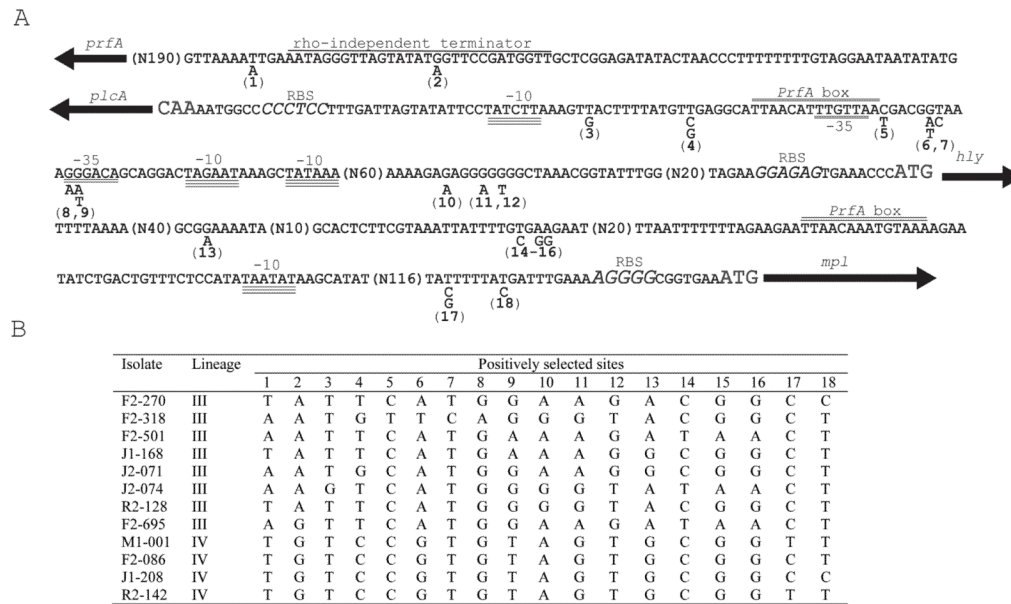 A
prfA (N190)GTTAAAATTGAAATAGGGTTAGTATATGGTTCCGATGGTTGCTCGGAGATATACTAACCCTTTTTTTTGTAGGAATAATATATG
rho-independent terminator
A A
(1) (2)
plcA CAAAATGGCCCCCTCCTTTGATTAGTATATTCCTATCTTAAAGTTACTTTTATGTTGAGGCATTAACATTTGTTAACGACGGTAA
RBS -10 PrfA box
G C T AC
G T
-35
(3) (4) (5) (6,7)
-35 -10 -10 RBS hly
AGGGACAGCAGGACTAGAATAAAGCTATAAA(N60)AAAAGAGAGGGGGGGCTAAACGGTATTTGG(N20)TAGAAGGAGAGTGAAACCCATG
AA A A T
T
(8,9) (10) (11,12)
PrfA box
TTTTAAAA(N40)GCGGAAAATA(N10)GCACTCTTCGTAAATTATTTTGTGAAGAAT(N20)TTAATTTTTTTAGAAGAATTAACAAATGTAAAAGAA
A C GG
(13) (14-16)
-10 RBS mpl
TATCTGACTGTTTCTCCATATAATATAAGCATAT(N116)TATTTTTATGATTTGAAAAGGGGCGGTGAAATG
C C
G
(17) (18)
B
Isolate Lineage Positively selected sites
1 2 3 4 5 6 7 8 9 10 11 12 13 14 15 16 17 18
F2-270 III T A T T C A T G G A A G A C G G C C
F2-318 III A A T G T T C A G G G T A C G G C T
F2-501 III A A T T C A T G A A A G A T A A C T
J1-168 III T A T T C A T G A A A G G C G G C T
J2-071 III A A T G C A T G G A A G G C G G C T
J2-074 III A A G T C A T G G G G T A T A A C T
R2-128 III T A T T C A T G G G G T A C G G C T
F2-695 III A G T T C A T G G A A G A T A A C T
M1-001 IV T G T C C G T G T A G T G C G G T T
F2-086 IV T G T C C G T G T A G T G C G G C T
J1-208 IV T G T C C G T G T A G T G C G G C C
R2-142 IV T G T C C G T G T A G T G C G G T T